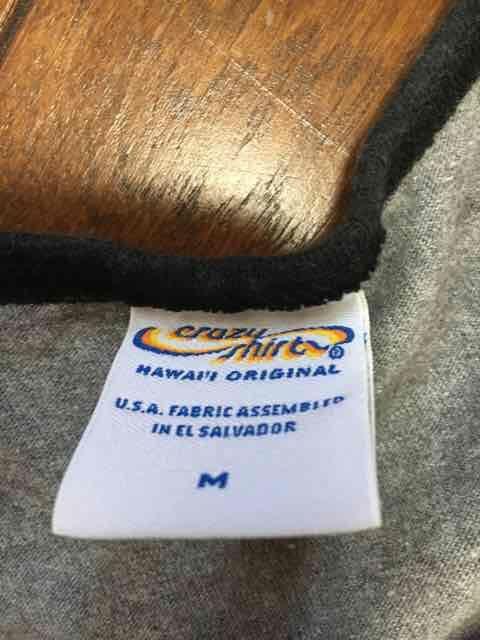 crazy
shirts®
HAWAI'I ORIGINAL
U.S.A. FABRIC ASSEMBLED
IN EL SALVADOR
M